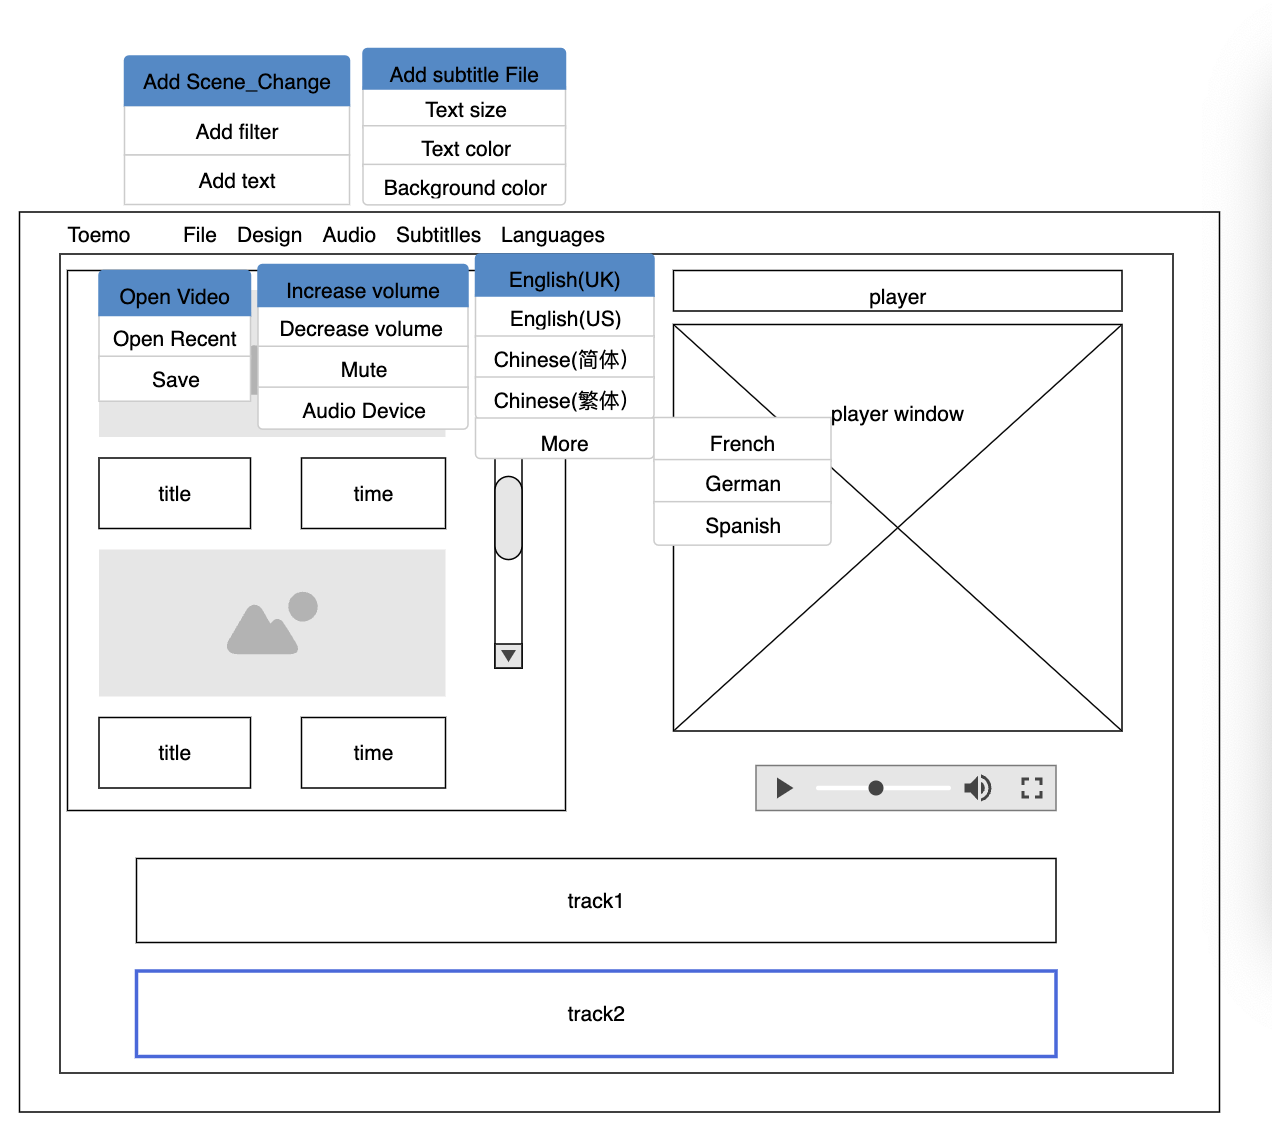 Add Scene_Change
Add filter
Add text
Add subtitle File
Text size
Text color
Background color
Toemo File Design Audio Subtitlles Languages
Open Video
Open Recent
Save
Increase volume
Decrease volume
Mute
Audio Device
English(UK)
English(US)
Chinese(简体)
Chinese(繁体)
More
French
German
Spanish
player
player window
title
time
title
time
track1
track2